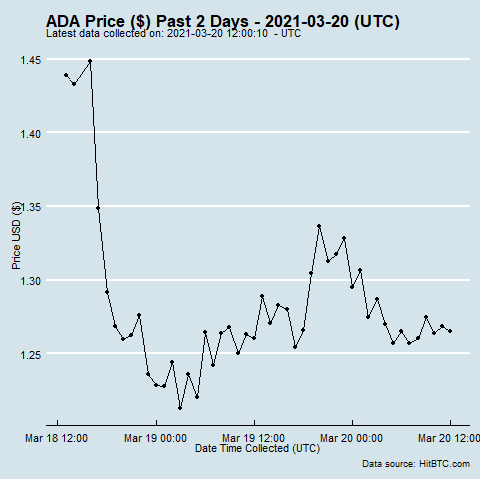 ADA Price ($) Past 2 Days - 2021-03-20 (UTC)
Latest data collected on: 2021-03-20 12:00:10  - UTC
1.45
1.40
1.35
1.30
1.25
Price USD ($)
Mar 18 12:00
Mar 19 00:00
Mar 19 12:00
Mar 20 00:00
Mar 20 12:00
Date Time Collected (UTC)
Data source: HitBTC.com